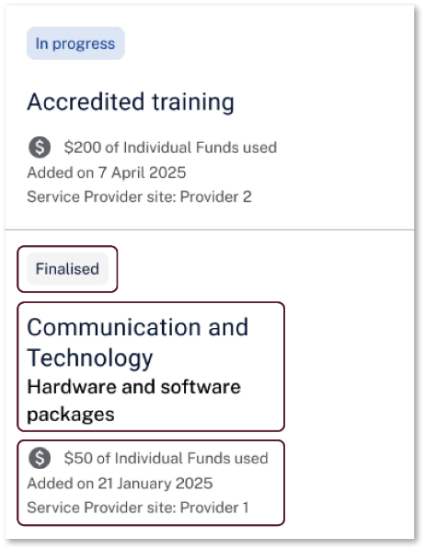 In progress
Accredited training
$200 of Individual Funds used
Added on 7 April 2025
Service Provider site: Provider 2
Finalised
Communication and
Technology
Hardware and software
packages
$50 of Individual Funds used
Added on 21 January 2025
Service Provider site: Provider 1